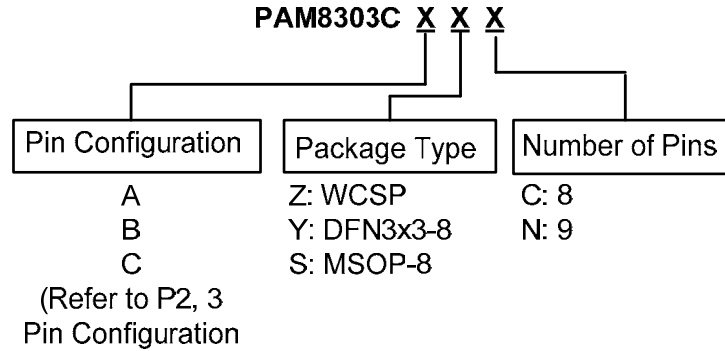 PAM8303C X X X
Pin Configuration
A
B
C
(Refer to P2, 3
Pin Configuration
Package Type
Z: WCSP
Y: DFN3x3-8
S: MSOP-8
Number of Pins
C: 8
N: 9